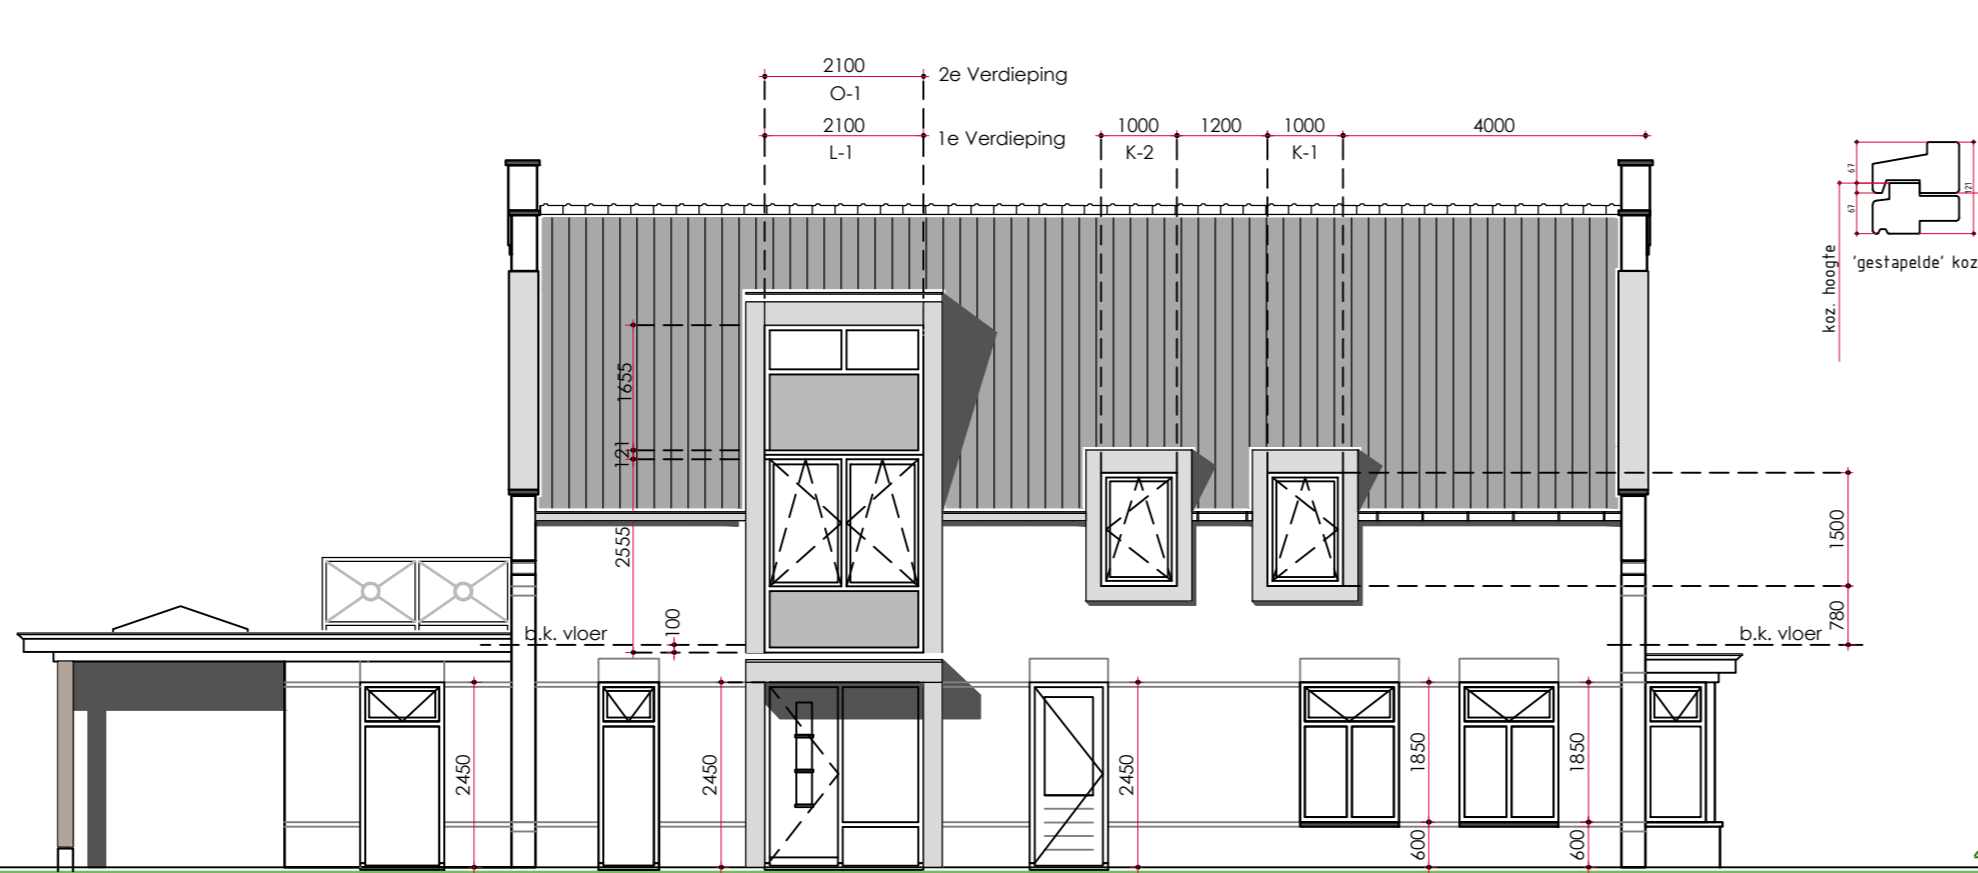 2100
2e Verdieping
O-1
2100
1e Verdieping
L-1
1000
1200
1000
4000
K-2
K-1
67
121
67
koz. hoogte
'gestapelde' koz
1655
121
2555
100
b.k. vloer
1500
780
b.k. vloer
2450
2450
2450
1850
1850
600
600